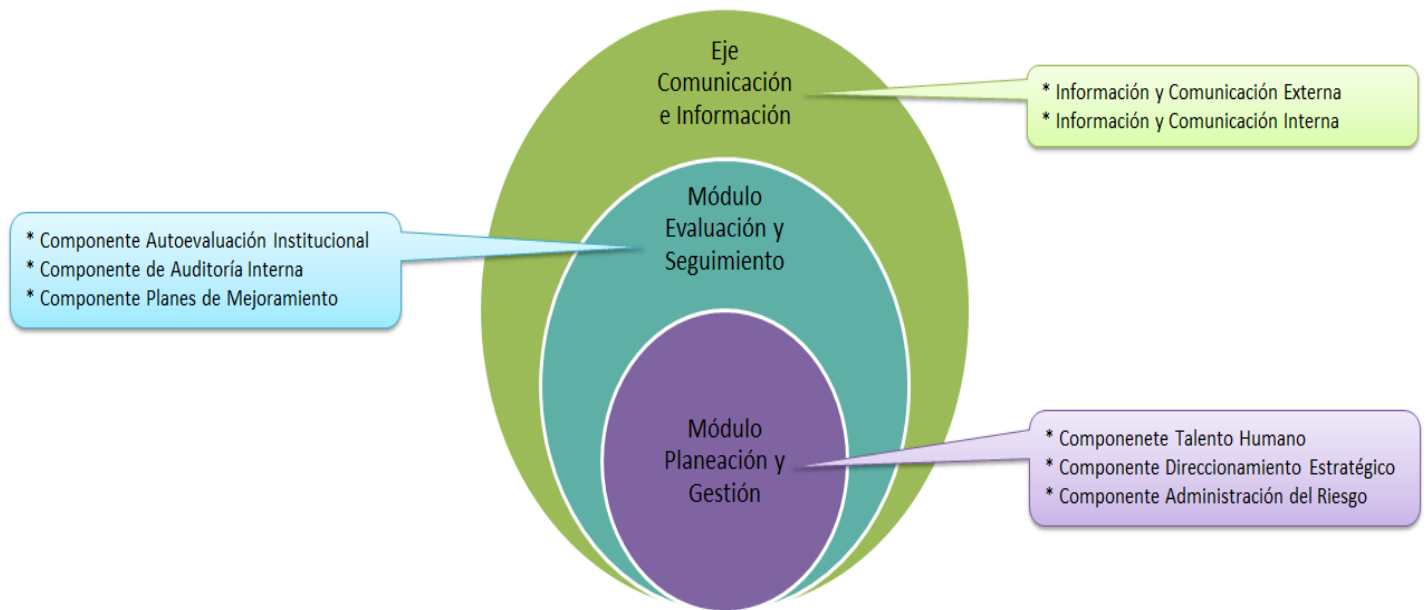 Eje
Comunicación
e Información
* Información y Comunicación Externa
* Información y Comunicación Interna
Módulo
Evaluación y
Seguimiento
* Componente Autoevaluación Institucional
* Componente de Auditoría Interna
* Componente Planes de Mejoramiento
Módulo
Planeación y
Gestión
* Componenete Talento Humano
* Componente Direccionamiento Estratégico
* Componente Administración del Riesgo